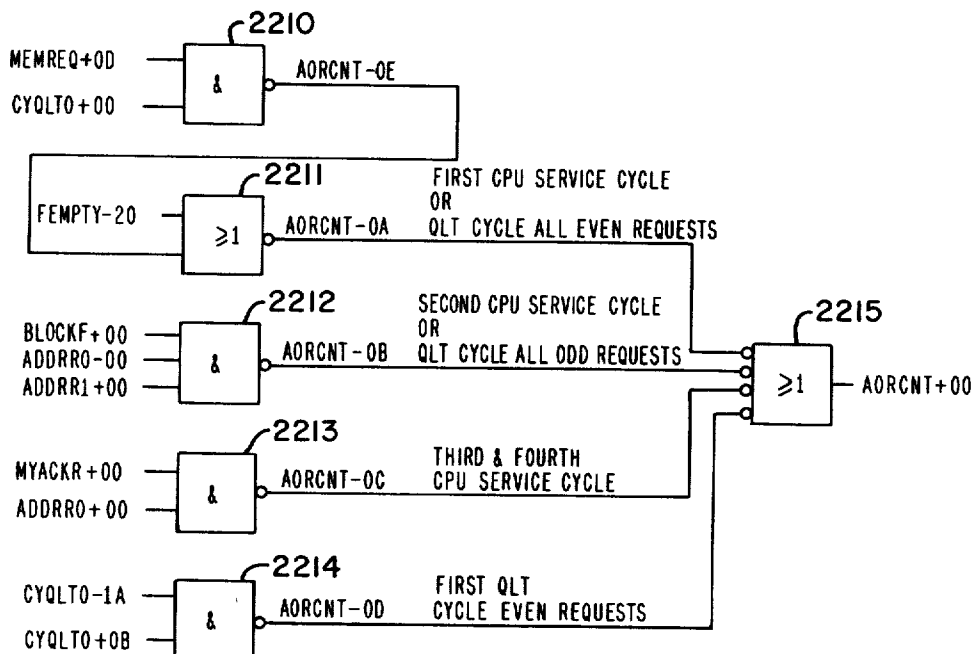 2210
MEMREQ+0D
CYQLT0+00
&
AORCNT-0E
2211
FEMPTY-20
≥1
AORCNT-0A
FIRST CPU SERVICE CYCLE
OR
QLT CYCLE ALL EVEN REQUESTS
2212
BLOCKF+00
ADDRR0-00
ADDRR1+00
&
AORCNT-0B
SECOND CPU SERVICE CYCLE
OR
QLT CYCLE ALL ODD REQUESTS
2215
≥1
AORCNT+00
2213
MYACKR+00
ADDRR0+00
&
AORCNT-0C
THIRD & FOURTH
CPU SERVICE CYCLE
2214
CYQLT0-1A
CYQLT0+0B
&
AORCNT-0D
FIRST QLT
CYCLE EVEN REQUESTS